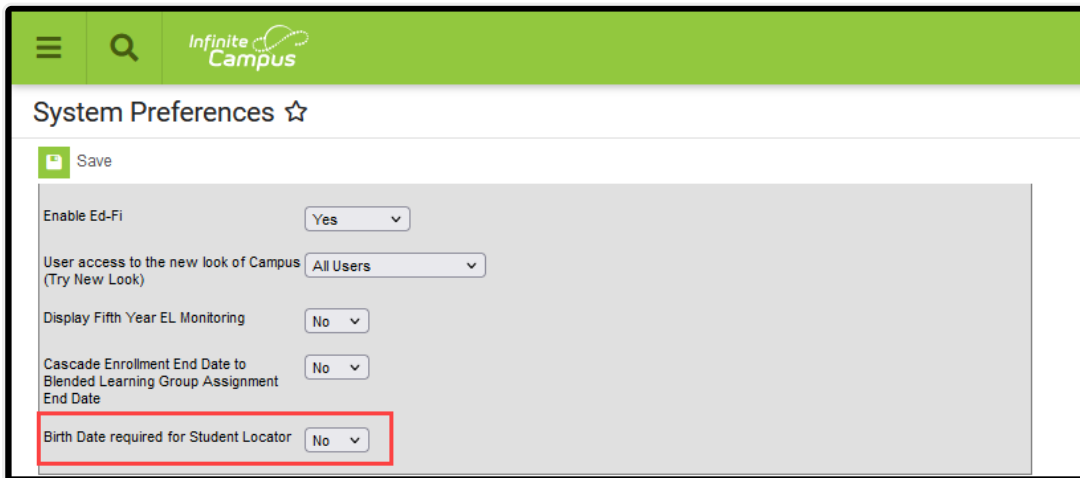 Infinite
Campus
System Preferences
Save
Enable Ed-Fi Yes
User access to the new look of Campus All Users
(Try New Look)
Display Fifth Year EL Monitoring No
Cascade Enrollment End Date to No
Blended Learning Group Assignment
End Date
Birth Date required for Student Locator No